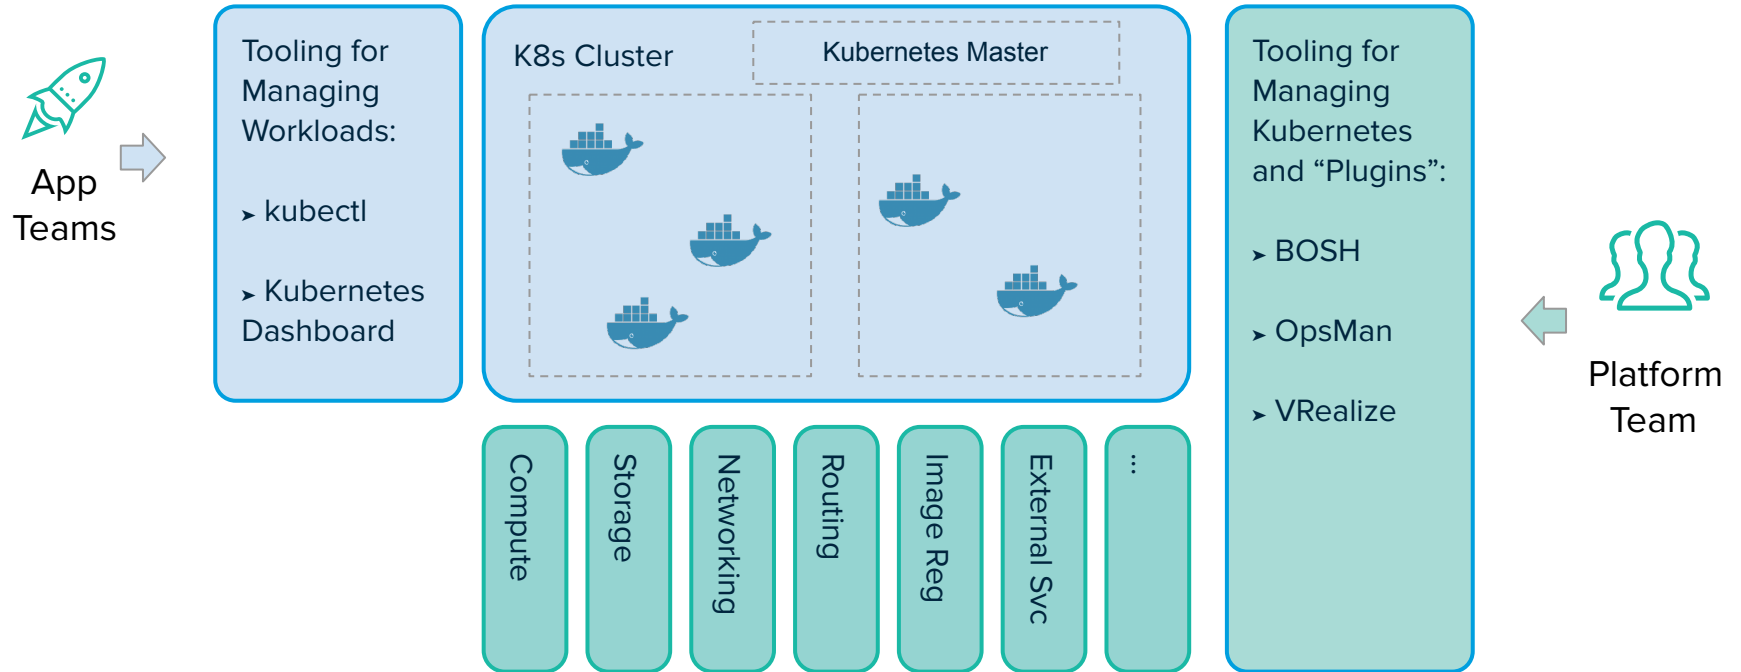 App
Teams
Tooling for
Managing
Workloads:
➤ kubectl
➤ Kubernetes
Dashboard
K8s Cluster
Kubernetes Master
Compute
Storage
Networking
Routing
Image Reg
External Svc
...
Tooling for
Managing
Kubernetes
and “Plugins”:
➤ BOSH
➤ OpsMan
➤ VRealize
Platform
Team